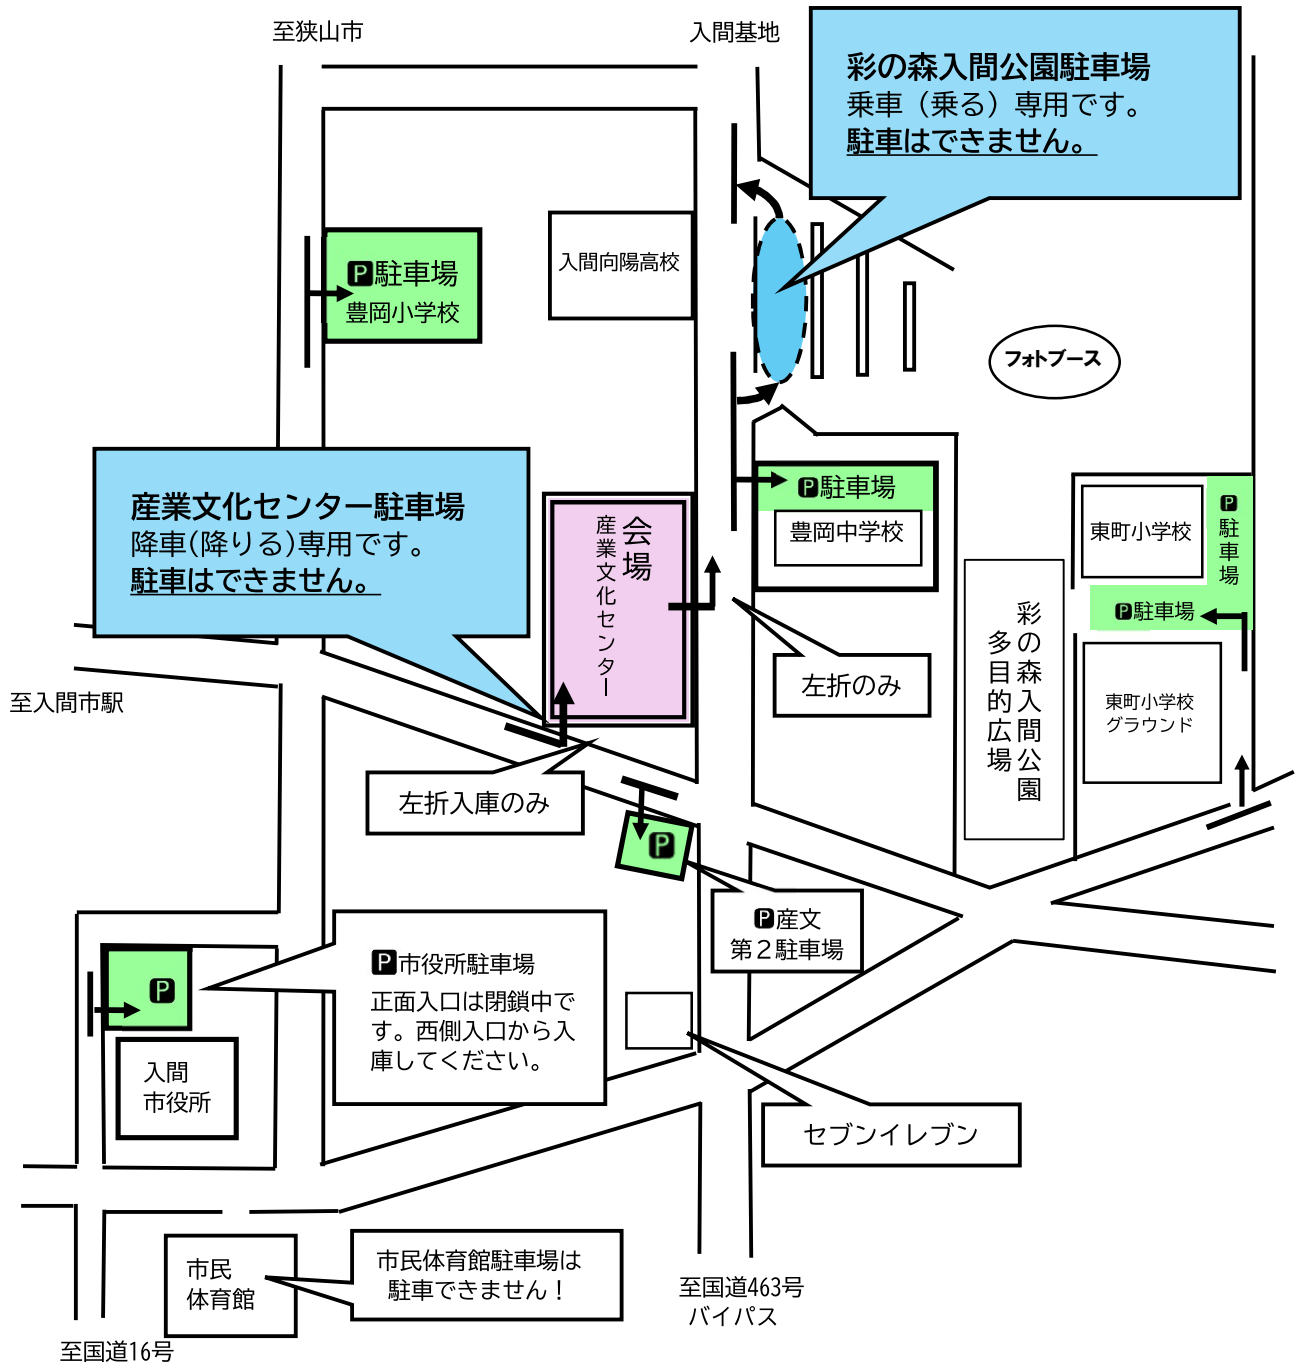 至狭山市
入間基地
彩の森入間公園駐車場
乗車（乗る）専用です。
駐車はできません。
P駐車場
豊岡小学校
入間向陽高校
フォトブース
産業文化センター駐車場
降車(降りる)専用です。
駐車はできません。
会場
産業文化センター
P駐車場
豊岡中学校
東町小学校
P駐車場
P駐車場
彩の森入間公園
多目的広場
東町小学校
グラウンド
左折のみ
至入間市駅
左折入庫のみ
P
P産文
第２駐車場
P市役所駐車場
正面入口は閉鎖中で
す。西側入口から入
庫してください。
P
入間
市役所
セブンイレブン
市民
体育館
市民体育館駐車場は
駐車できません！
至国道463号
バイパス
至国道16号